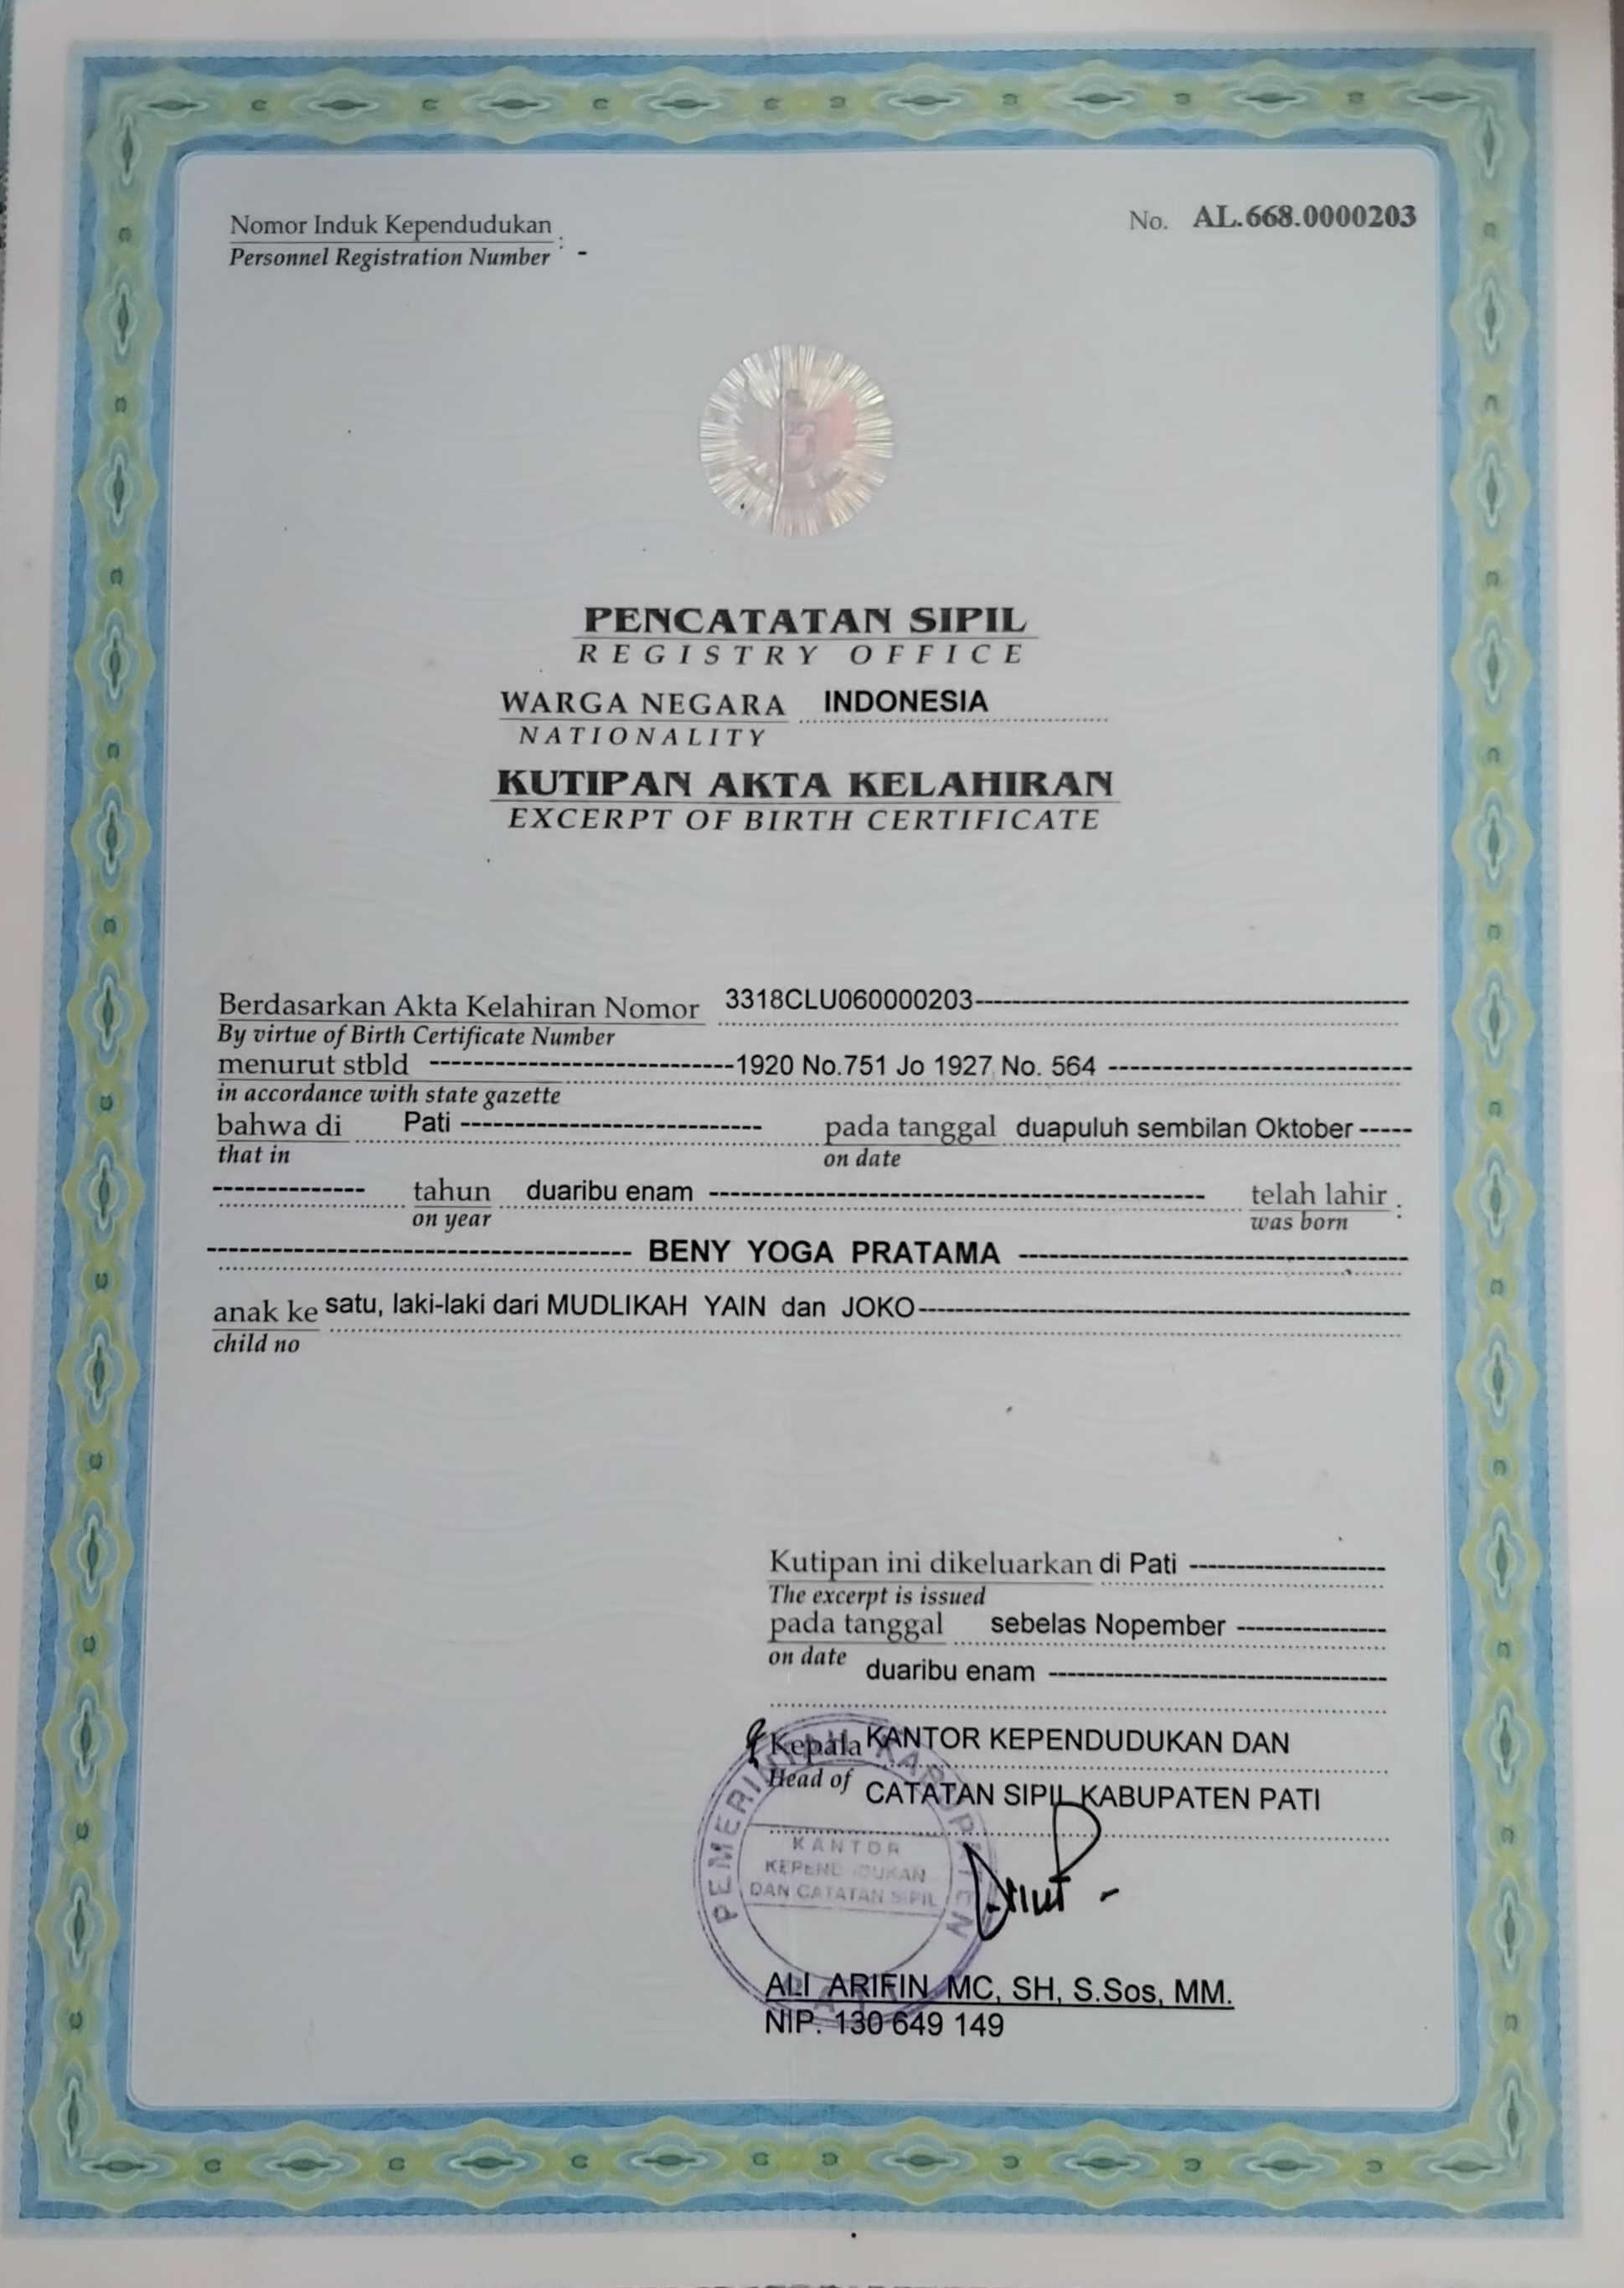 Nomor Induk Kependudukan : -
Personnel Registration Number
No. AL.668.0000203
PENCATATAN SIPIL
REGISTRY OFFICE
WARGA NEGARA INDONESIA
NATIONALITY
KUTIPAN AKTA KELAHIRAN
EXCERPT OF BIRTH CERTIFICATE
Berdasarkan Akta Kelahiran Nomor 3318CLU060000203
By virtue of Birth Certificate Number
menurut stbld 1920 No.751 Jo 1927 No. 564
in accordance with state gazette
bahwa di Pati pada tanggal duapuluh sembilan Oktober
that in on date
tahun duaribu enam telah lahir :
on year was born
BENY YOGA PRATAMA
anak ke satu, laki-laki dari MUDLIKAH YAIN dan JOKO
child no
Kutipan ini dikeluarkan di Pati
The excerpt is issued
pada tanggal sebelas Nopember
on date duaribu enam
Kepala KANTOR KEPENDUDUKAN DAN
Head of CATATAN SIPIL KABUPATEN PATI
PEMERINTAH KABUPATEN
KANTOR
KEPENDUDUKAN
DAN CATATAN SIPIL
PATI
ALI ARIFIN MC, SH, S.Sos, MM.
NIP. 130 649 149